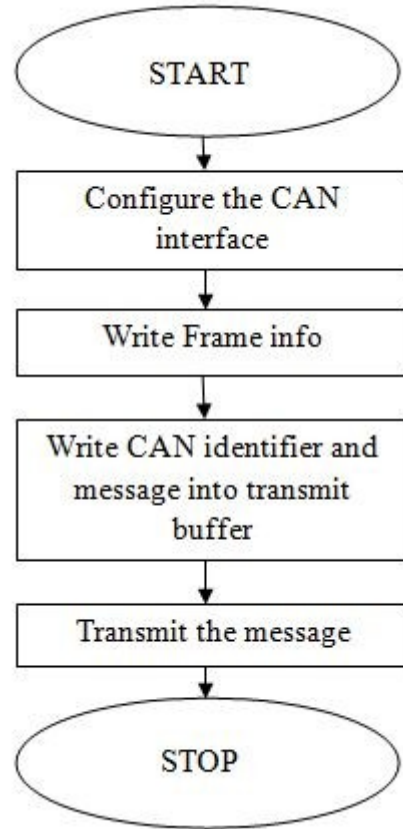 START
Configure the CAN
interface
Write Frame info
Write CAN identifier and
message into transmit
buffer
Transmit the message
STOP